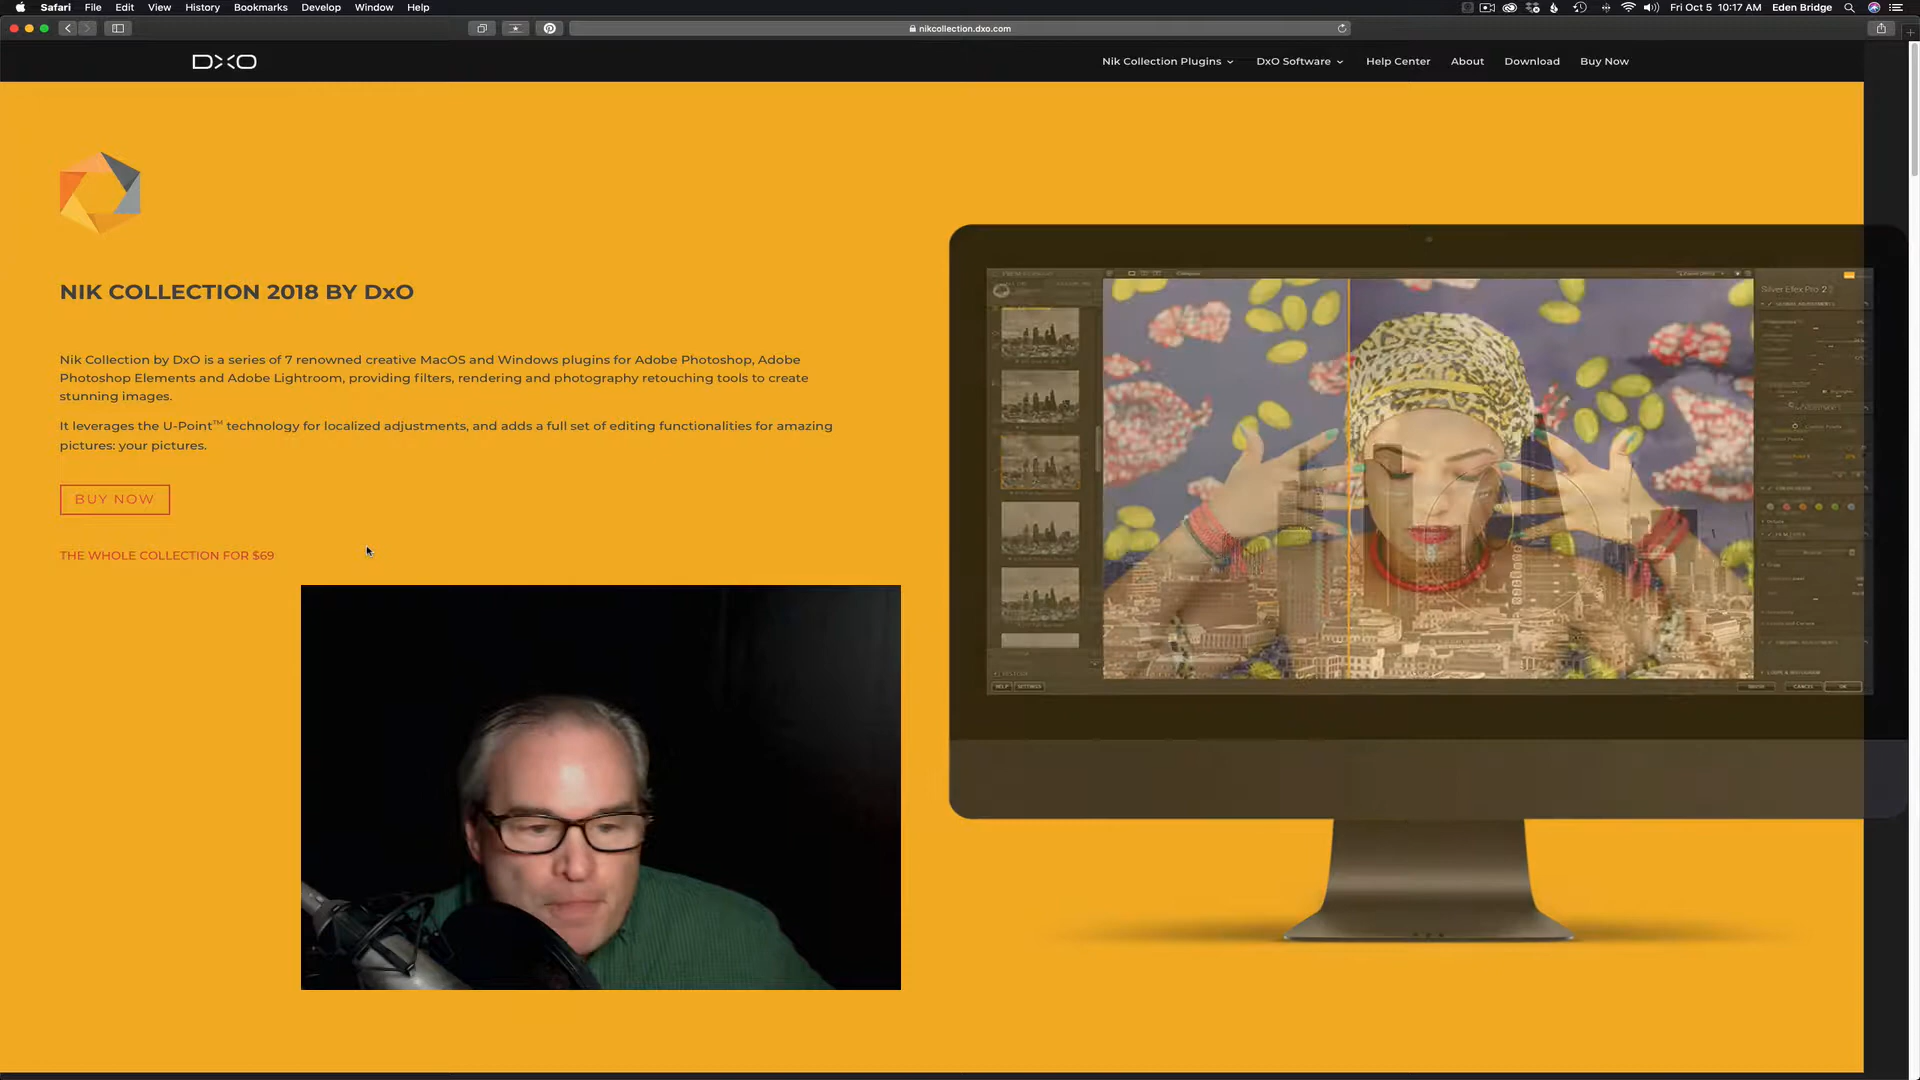 Safari File Edit View History Bookmarks Develop Window Help
Fri Oct 5 10:17 AM Eden Bridge
nikcollection.dxo.com
DXO
Nik Collection Plugins DxO Software Help Center About Download Buy Now
NIK COLLECTION 2018 BY DxO
Nik Collection by DxO is a series of 7 renowned creative MacOS and Windows plugins for Adobe Photoshop, Adobe
Photoshop Elements and Adobe Lightroom, providing filters, rendering and photography retouching tools to create
stunning images.
It leverages the U-Point™ technology for localized adjustments, and adds a full set of editing functionalities for amazing
pictures: your pictures.
BUY NOW
THE WHOLE COLLECTION FOR $69
Silver Efex Pro 2
HELP SETTINGS
CANCEL OK